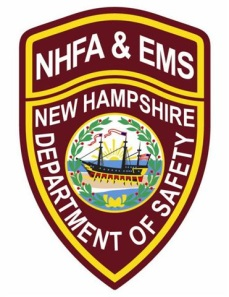 NHFA & EMS
NEW HAMPSHIRE
DEPARTMENT OF SAFETY